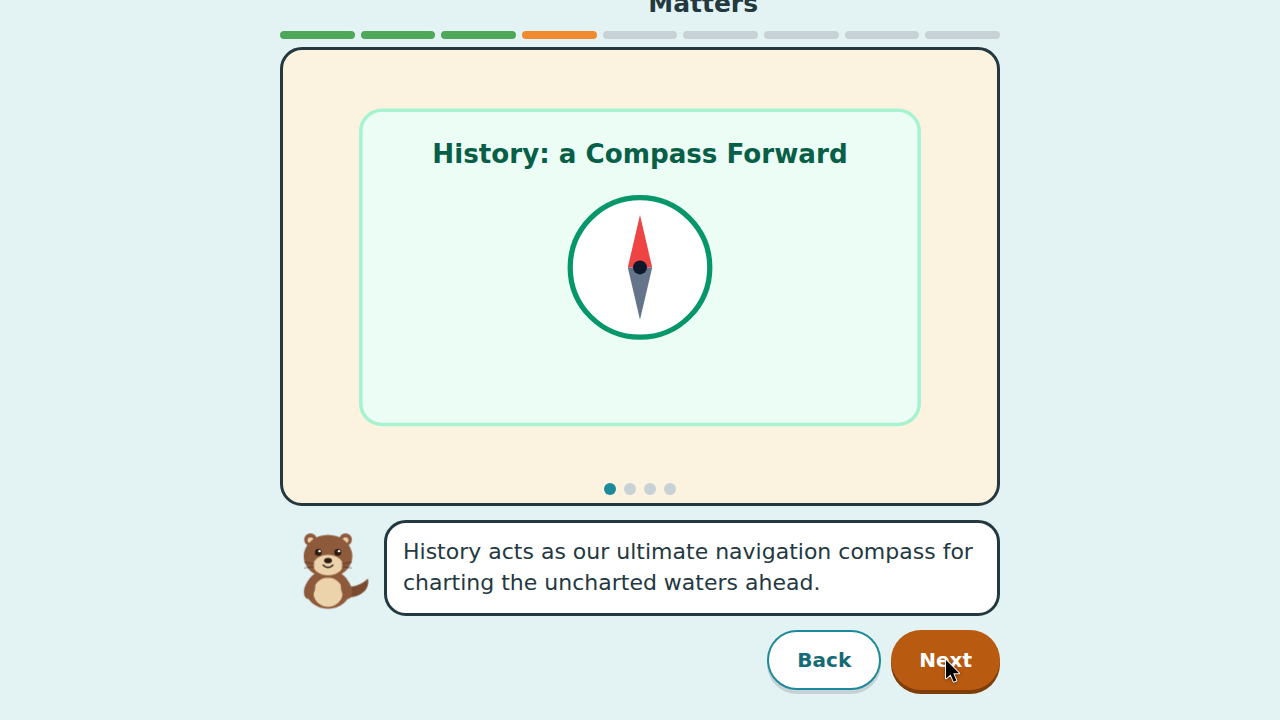 Matters
History: a Compass Forward
History acts as our ultimate navigation compass for
charting the uncharted waters ahead.
Back
Next